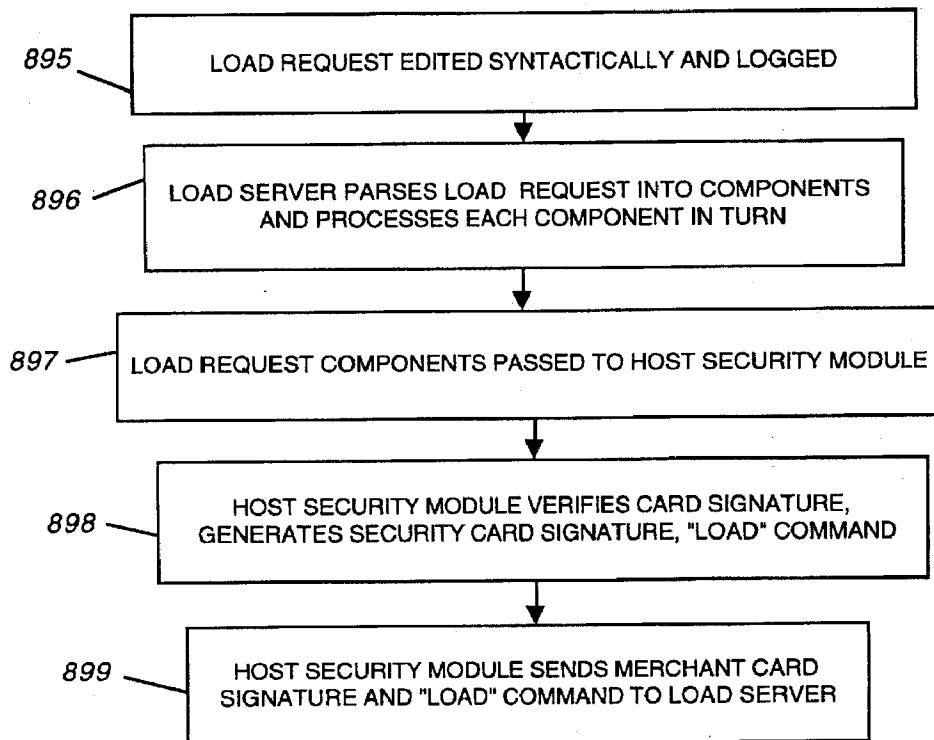 895
LOAD REQUEST EDITED SYNTACTICALLY AND LOGGED
896
LOAD SERVER PARSES LOAD REQUEST INTO COMPONENTS
AND PROCESSES EACH COMPONENT IN TURN
897
LOAD REQUEST COMPONENTS PASSED TO HOST SECURITY MODULE
898
HOST SECURITY MODULE VERIFIES CARD SIGNATURE,
GENERATES SECURITY CARD SIGNATURE, "LOAD" COMMAND
899
HOST SECURITY MODULE SENDS MERCHANT CARD
SIGNATURE AND "LOAD" COMMAND TO LOAD SERVER